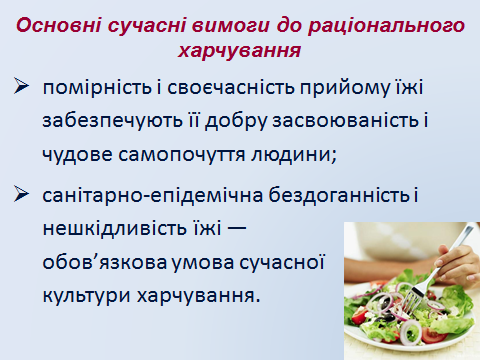 Основні сучасні вимоги до раціонального
харчування
➢ помірність і своєчасність прийому їжі
забезпечують її добру засвоюваність і
чудове самопочуття людини;
➢ санітарно-епідемічна бездоганність і
нешкідливість їжі —
обов’язкова умова сучасної
культури харчування.